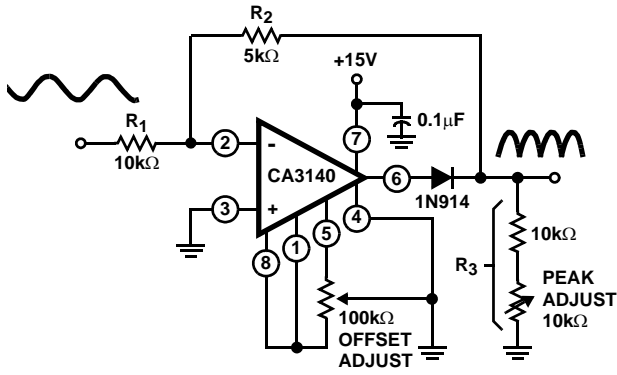 R2
5kΩ
+15V
0.1μF
R1
10kΩ
2
-
7
CA3140
6
1N914
3
+
4
5
1
8
10kΩ
R3
PEAK
ADJUST
10kΩ
100kΩ
OFFSET
ADJUST